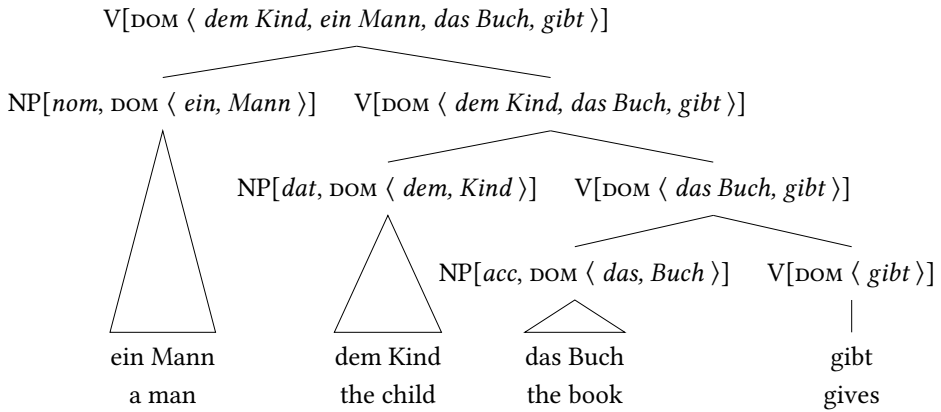 V[DOM ⟨ dem Kind, ein Mann, das Buch, gibt ⟩]
NP[nom, DOM ⟨ ein, Mann ⟩] V[DOM ⟨ dem Kind, das Buch, gibt ⟩]
NP[dat, DOM ⟨ dem, Kind ⟩] V[DOM ⟨ das Buch, gibt ⟩]
NP[acc, DOM ⟨ das, Buch ⟩] V[DOM ⟨ gibt ⟩]
ein Mann dem Kind das Buch gibt
a man the child the book gives